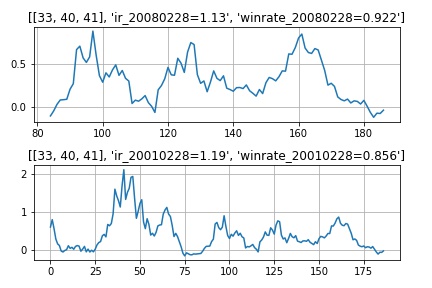 [[33, 40, 41], 'ir_20080228=1.13', 'winrate_20080228=0.922']
0.5
0.0
80 100 120 140 160 180
[[33, 40, 41], 'ir_20010228=1.19', 'winrate_20010228=0.856']
2
1
0
0 25 50 75 100 125 150 175